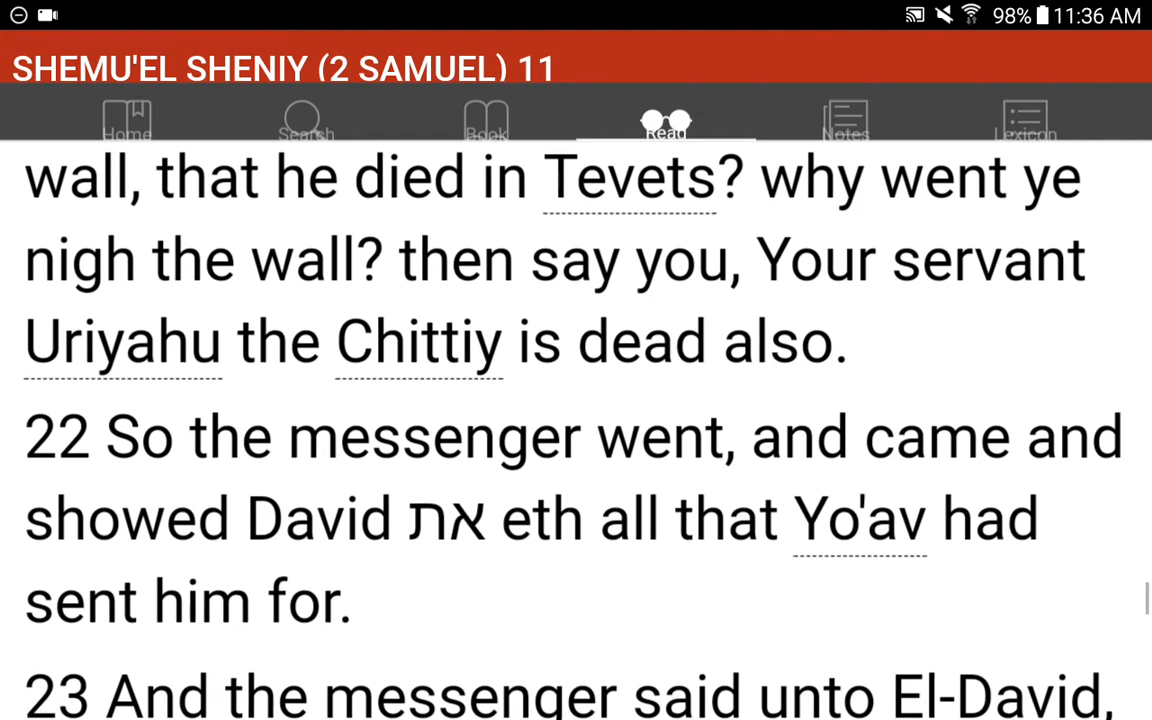 98% 11:36 AM
SHEMU'EL SHENIY (2 SAMUEL) 11
Home Search Book Read Notes Lexicon
wall, that he died in Tevets? why went ye
nigh the wall? then say you, Your servant
Uriyahu the Chittiy is dead also.
22 So the messenger went, and came and
showed David את eth all that Yo'av had
sent him for.
23 And the messenger said unto El-David,